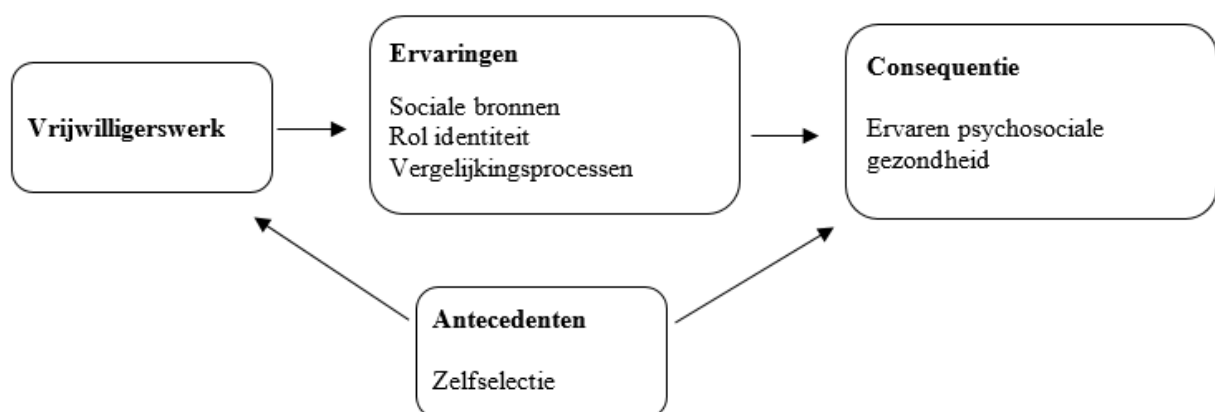 Vrijwilligerswerk
Ervaringen
Sociale bronnen
Rol identiteit
Vergelijkingsprocessen
Consequentie
Ervaren psychosociale
gezondheid
Antecedenten
Zelfselectie